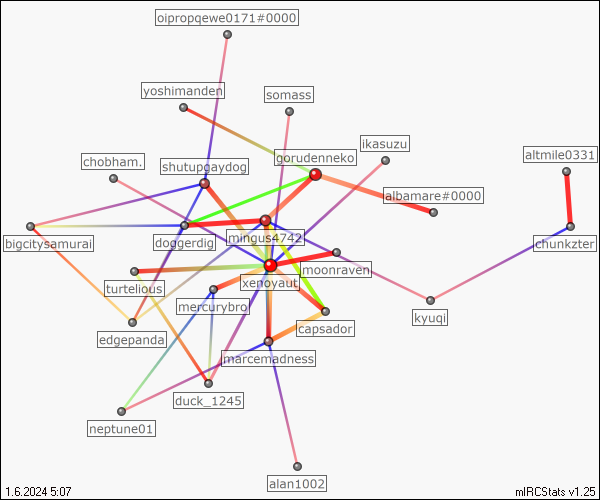 oipropqewe0171#0000
yoshimanden
somass
ikasuzu
gorudenneko
altmile0331
chobham.
shutupgaydog
albamare#0000
bigcitysamurai
doggerdig
mingus4742
chunkzter
moonraven
turtelious
xenoyaut
mercurybro
kyuqi
capsador
edgepanda
marcemadness
duck_1245
neptune01
alan1002
1.6.2024 5:07
mIRCStats v1.25